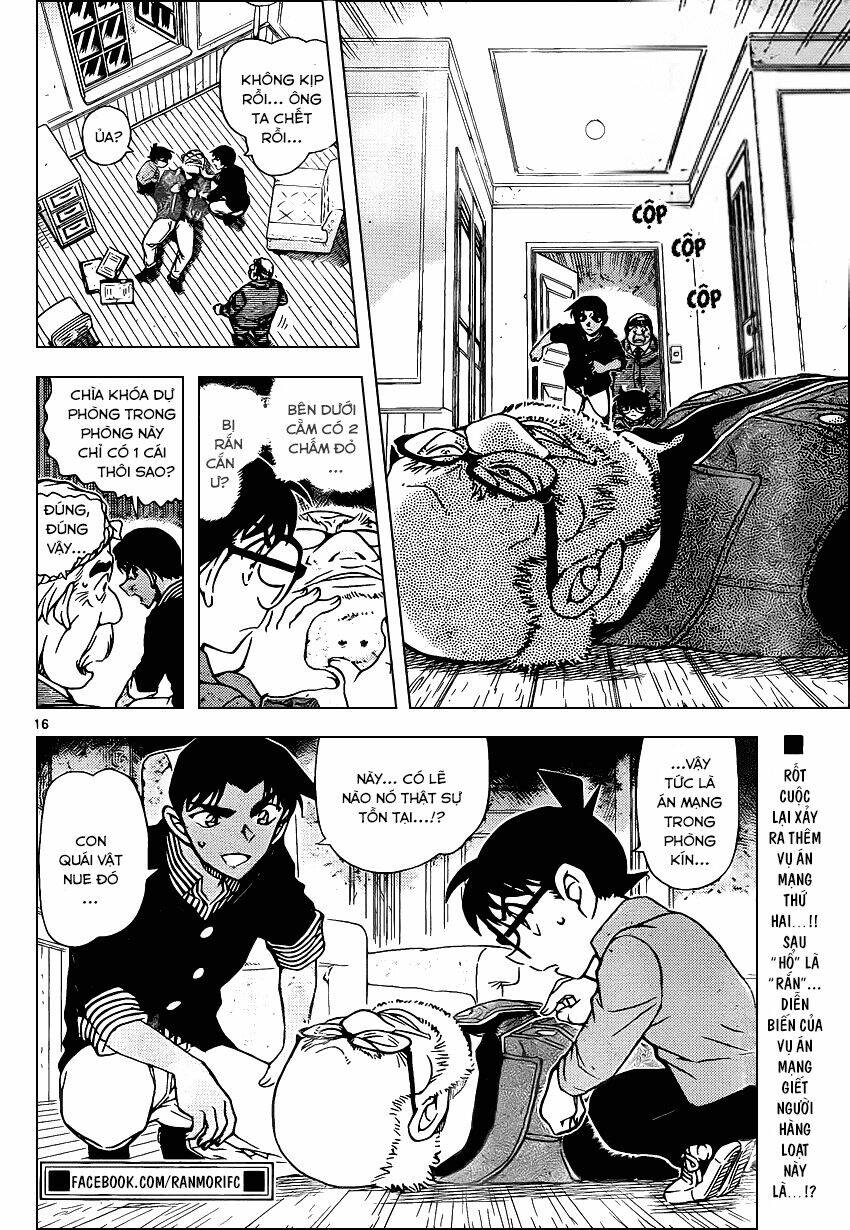 CỘP
CỘP
CỘP
KHÔNG KỊP
RỒI... ÔNG
TA CHẾT
RỒI...
ỦA?
BÊN DƯỚI
CẰM CÓ 2
CHẤM ĐỎ
...
BỊ
RẮN
CẮN
Ư?
CHÌA KHÓA DỰ
PHÒNG TRONG
PHÒNG NÀY
CHỈ CÓ 1 CÁI
THÔI SAO?
ĐÚNG,
ĐÚNG
VẬY...
16
...VẬY
TỨC LÀ
ÁN MẠNG
TRONG
PHÒNG
KÍN...
NÀY... CÓ LẼ
NÀO NÓ THẬT SỰ
TỒN TẠI...!?
CON
QUÁI VẬT
NUE ĐÓ
...
RỐT
CUỘC
LẠI XẢY
RA THÊM
VỤ ÁN
MẠNG
THỨ
HAI...!!
SAU
"HỔ" LÀ
"RẮN"...
DIỄN
BIẾN CỦA
VỤ ÁN
MẠNG
GIẾT
NGƯỜI
HÀNG
LOẠT
NÀY
LÀ...!?
FACEBOOK.COM/RANMORIFC